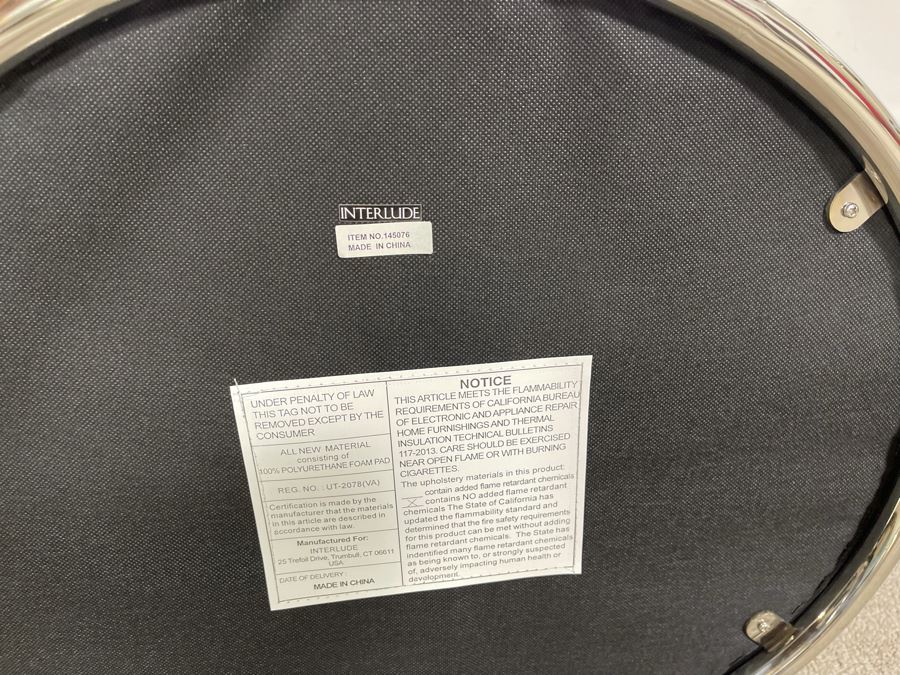 INTERLUDE
ITEM NO.145076
MADE IN CHINA
UNDER PENALTY OF LAW
THIS TAG NOT TO BE
REMOVED EXCEPT BY THE
CONSUMER
ALL NEW MATERIAL
consisting of
100% POLYURETHANE FOAM PAD
REG. NO. : UT-2078(VA)
Certification is made by the
manufacturer that the materials
in this article are described in
accordance with law.
Manufactured For:
INTERLUDE
25 Trefoil Drive, Trumbull, CT 06611
USA
DATE OF DELIVERY :
MADE IN CHINA
NOTICE
THIS ARTICLE MEETS THE FLAMMABILITY
REQUIREMENTS OF CALIFORNIA BUREAU
OF ELECTRONIC AND APPLIANCE REPAIR
HOME FURNISHINGS AND THERMAL
INSULATION TECHNICAL BULLETINS
117-2013. CARE SHOULD BE EXERCISED
NEAR OPEN FLAME OR WITH BURNING
CIGARETTES.
The upholstery materials in this product:
contain added flame retardant chemicals
X contains NO added flame retardant
chemicals The State of California has
updated the flammability standard and
determined that the fire safety requirements
for this product can be met without adding
flame retardant chemicals. The State has
indentified many flame retardant chemicals
as being known to, or strongly suspected
of, adversely impacting human health or
development.